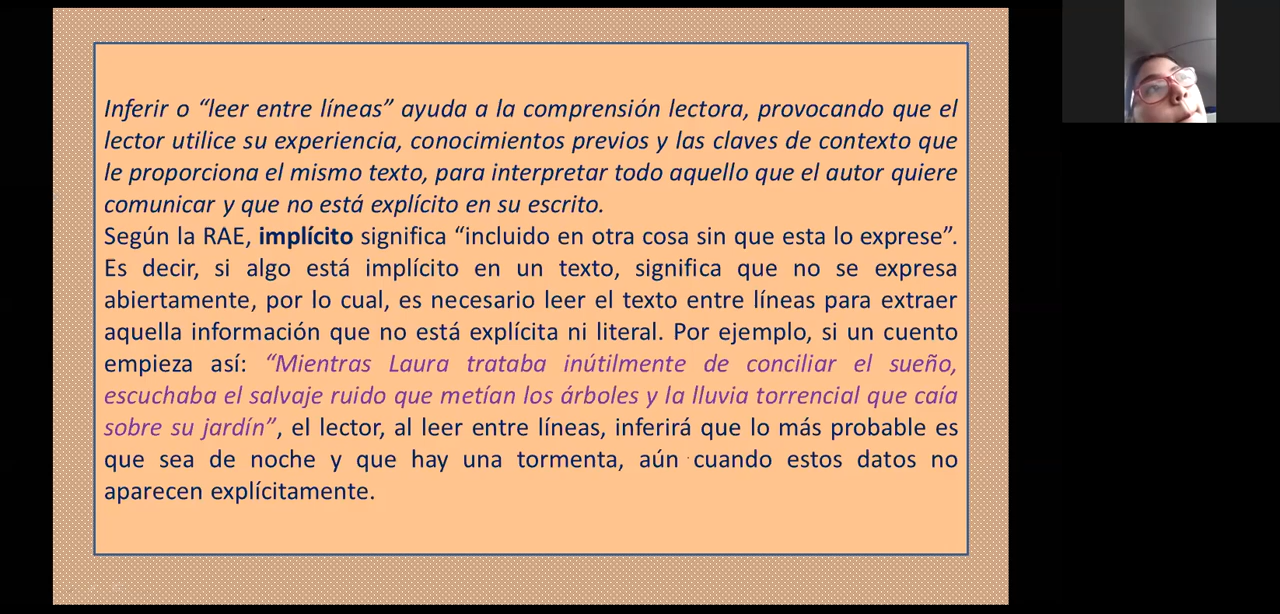 Inferir o “leer entre líneas” ayuda a la comprensión lectora, provocando que el
lector utilice su experiencia, conocimientos previos y las claves de contexto que
le proporciona el mismo texto, para interpretar todo aquello que el autor quiere
comunicar y que no está explícito en su escrito.
Según la RAE, implícito significa “incluido en otra cosa sin que esta lo exprese”.
Es decir, si algo está implícito en un texto, significa que no se expresa
abiertamente, por lo cual, es necesario leer el texto entre líneas para extraer
aquella información que no está explícita ni literal. Por ejemplo, si un cuento
empieza así: “Mientras Laura trataba inútilmente de conciliar el sueño,
escuchaba el salvaje ruido que metían los árboles y la lluvia torrencial que caía
sobre su jardín”, el lector, al leer entre líneas, inferirá que lo más probable es
que sea de noche y que hay una tormenta, aún cuando estos datos no
aparecen explícitamente.